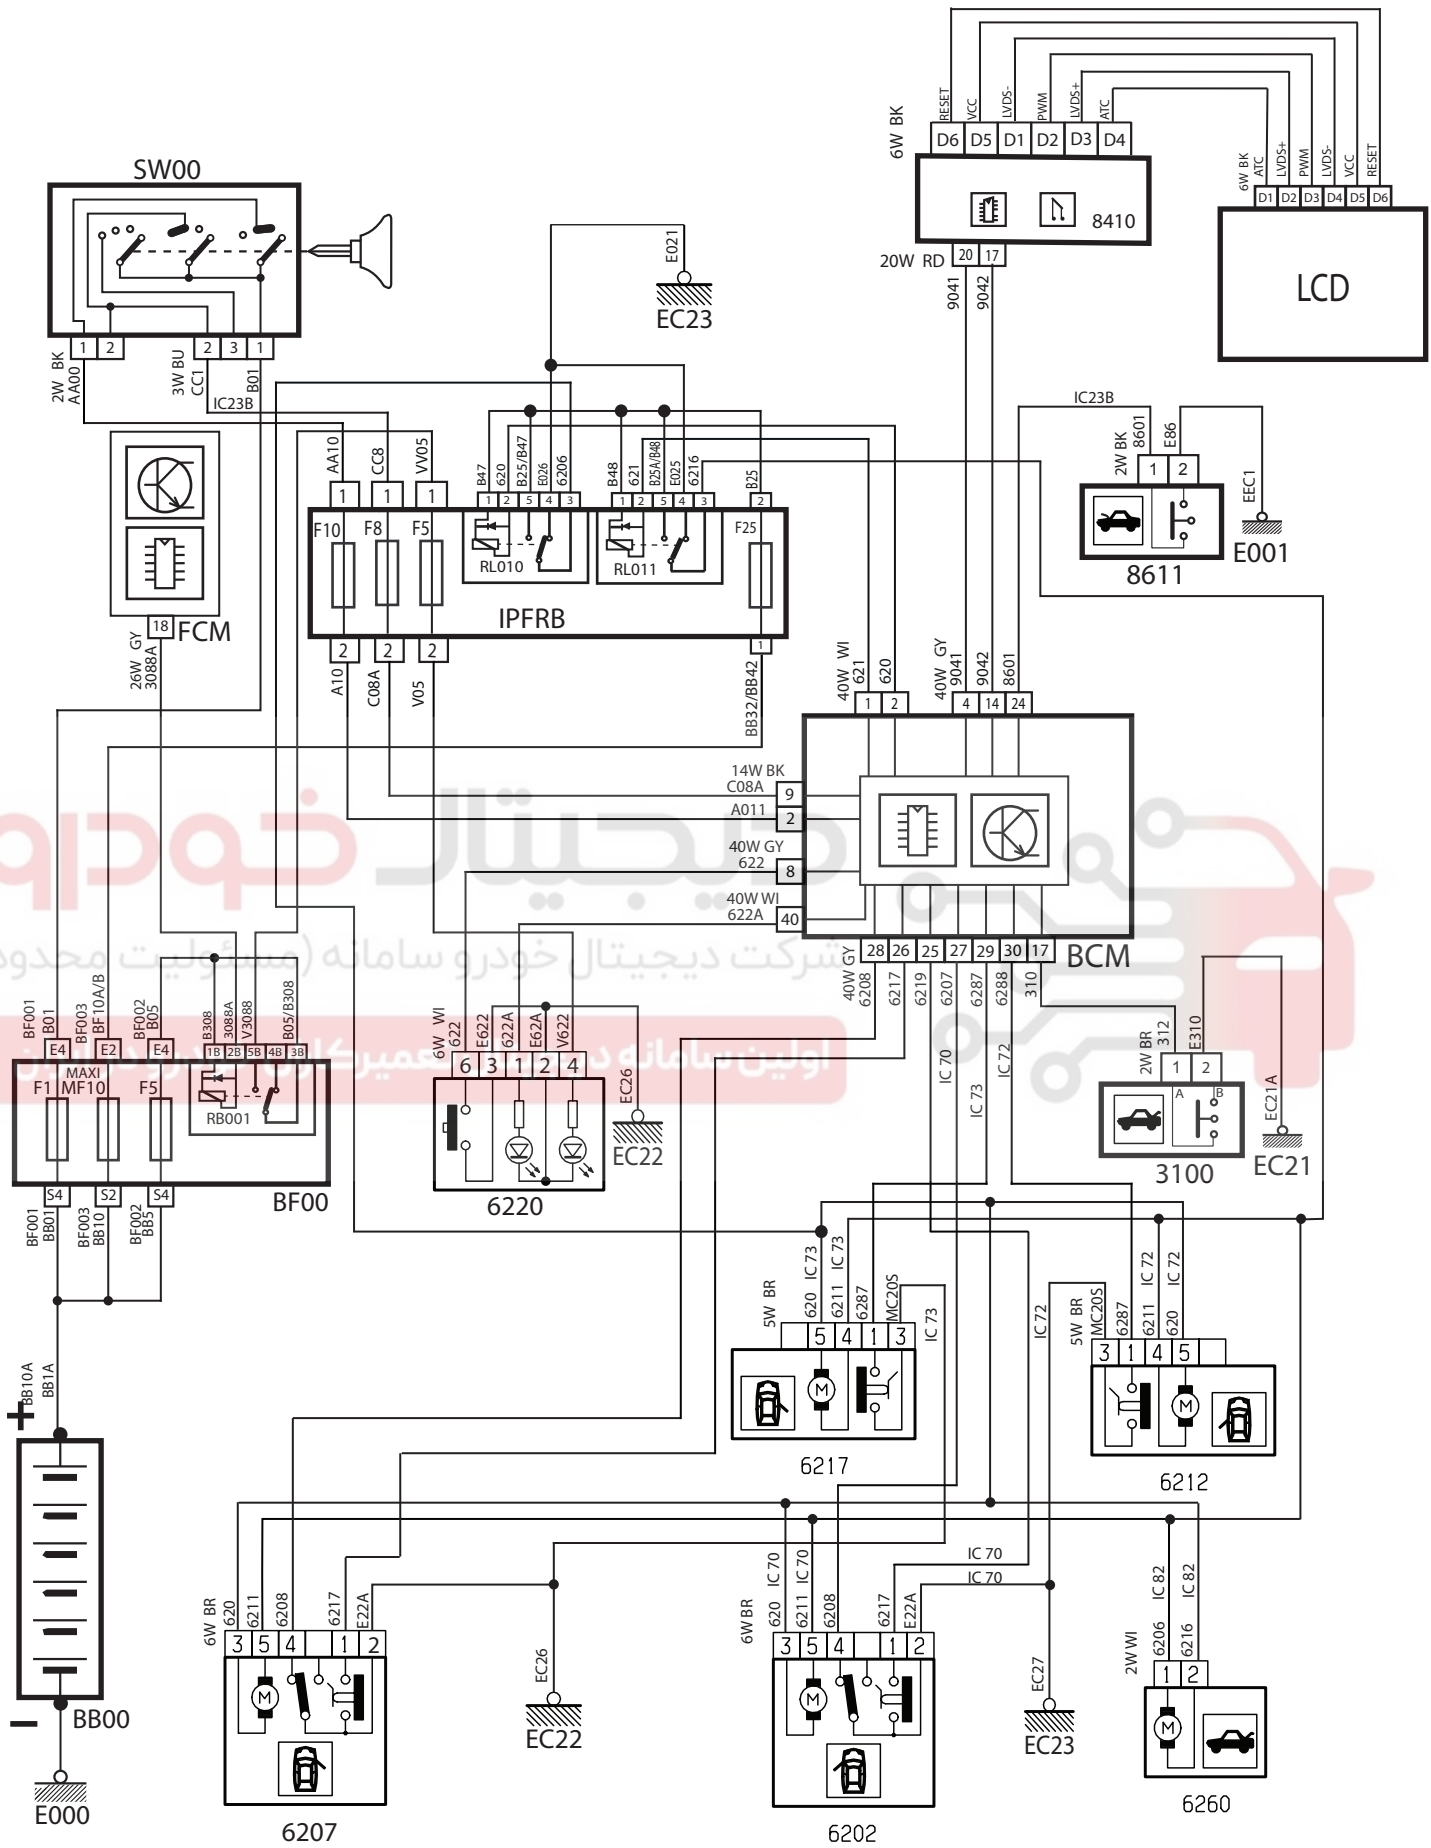 RESET
VCC
LVDS-
PWM
LVDS+
ATC
6W BK
D6 D5 D1 D2 D3 D4
8410
20W RD
20 17
9041
9042
6W BK
ATC
LVDS+
PWM
LVDS-
VCC
RESET
D1 D2 D3 D4 D5 D6
LCD
SW00
1 2 2 3 1
2W BK
AA00
3W BU
CC1
B01
IC23B
E021
EC23
FCM
18
26W GY
3088A
AA10
CC8
VV05
1 1 1
B47
620
B25/B47
E026
6206
1 2 5 4 3
B48
621
B25A/B48
E025
6216
1 2 5 4 3
B25
2
F10 F8 F5
RL010
RL011
F25
IPFRB
2 2 2
1
A10
C08A
V05
BB32/BB42
IC23B
2W BK
8601
E86
1 2
EEC1
8611
E001
40W WI
621
620
40W GY
9041
9042
8601
1 2 4 14 24
14W BK
C08A
9
A011
2
40W GY
622
8
40W WI
622A
40
28 26 25 27 29 30 17
BCM
40W GY
6208
6217
6219
6207
6287
6288
310
دیجیتال خودرو
شرکت دیجیتال خودرو سامانه (مسئولیت محدود
اولین سامانه دیجیتال تعمیرکاران خودرو در ایران
BF001
B01
BF003
BF10A/B
BF002
B05
B308
3088A
V3088
B05/B308
E4 E2 E4
1B 2B 5B 4B 3B
MAXI
F1 MF10 F5
RB001
S4 S2 S4
BF00
BF001
BB01
BF003
BB10
BF002
BB5
6W WI
622
E622
622A
E62A
V622
6 3 1 2 4
6220
EC26
EC22
IC 70
IC 73
IC 72
2W BR
312
E310
1 2
A B
3100
EC21A
EC21
BB10A
BB1A
+
BB00
−
E000
5W BR
620
IC 73
6211
IC 73
6287
MC20S
IC 73
5 4 1 3
M
6217
IC 72
5W BR
MC20S
6287
6211
IC 72
620
IC 72
3 1 4 5
M
6212
6W BR
620
6211
6208
6217
E22A
3 5 4 1 2
M
6207
EC26
EC22
6W BR
620
IC 70
6211
IC 70
6208
6217
E22A
IC 70
IC 70
3 5 4 1 2
M
6202
EC27
EC23
2W WI
6206
IC 82
6216
IC 82
1 2
M
6260